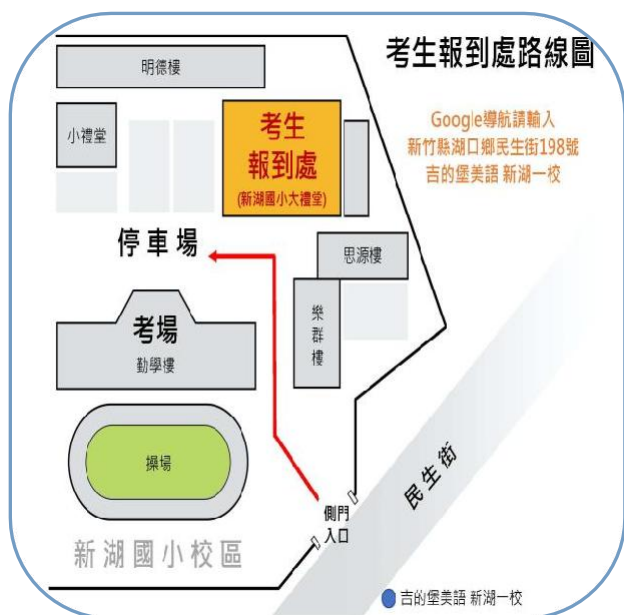 考生報到處路線圖
Google導航請輸入
新竹縣湖口鄉民生街198號
吉的堡美語 新湖一校
明德樓
小禮堂
考生
報到處
(新湖國小大禮堂)
停車場
思源樓
樂群樓
考場
勤學樓
操場
側門
入口
民生街
新湖國小校區
吉的堡美語 新湖一校